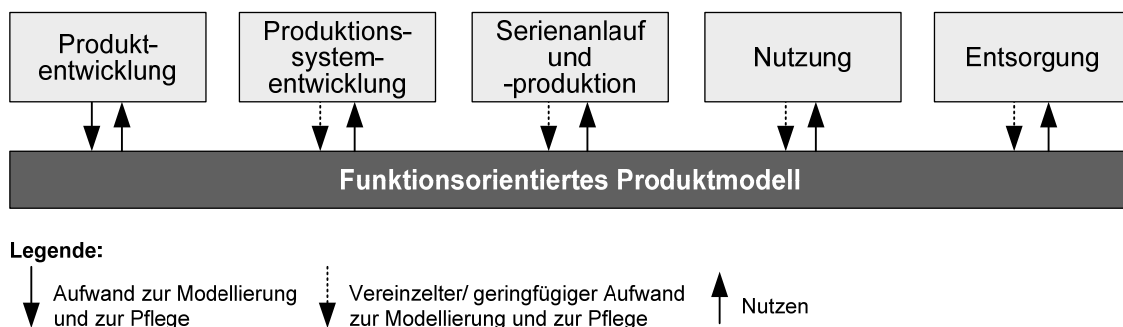 Produkt-
entwicklung
Produktions-
system-
entwicklung
Serienanlauf
und
-produktion
Nutzung
Entsorgung
Funktionsorientiertes Produktmodell
Legende:
Aufwand zur Modellierung
und zur Pflege
Vereinzelter/ geringfügiger Aufwand
zur Modellierung und zur Pflege
Nutzen